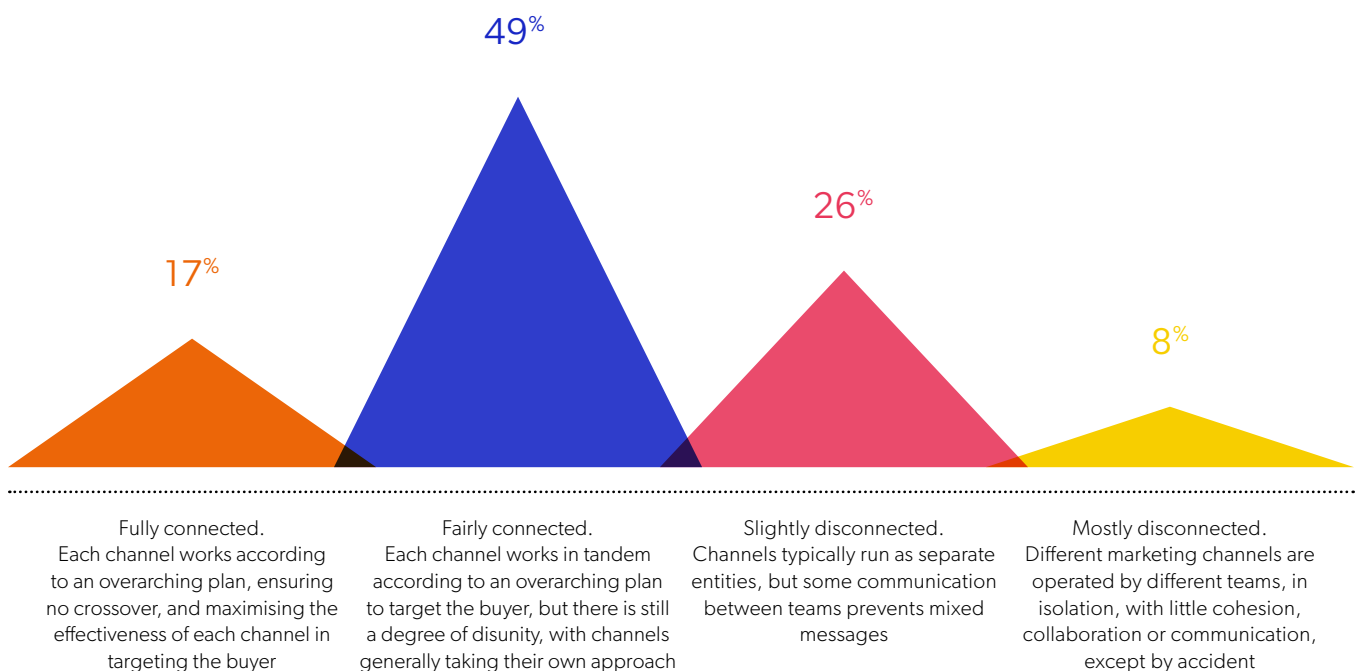 49%
26%
17%
8%
Fully connected.
Each channel works according
to an overarching plan, ensuring
no crossover, and maximising the
effectiveness of each channel in
targeting the buyer
Fairly connected.
Each channel works in tandem
according to an overarching plan
to target the buyer, but there is still
a degree of disunity, with channels
generally taking their own approach
Slightly disconnected.
Channels typically run as separate
entities, but some communication
between teams prevents mixed
messages
Mostly disconnected.
Different marketing channels are
operated by different teams, in
isolation, with little cohesion,
collaboration or communication,
except by accident